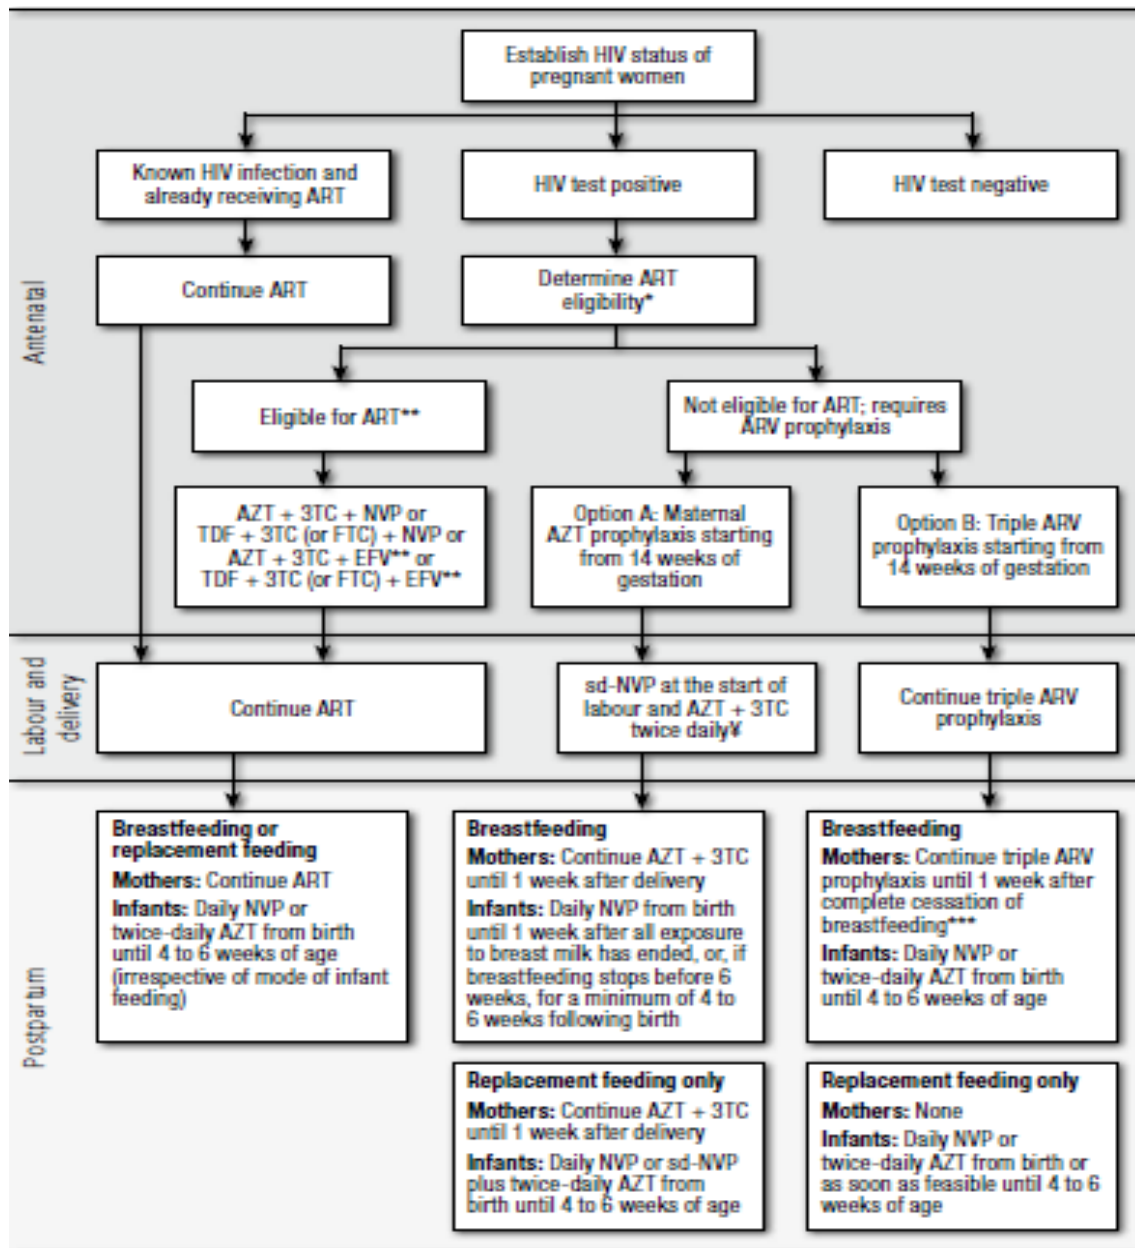 Establish HIV status of
pregnant women
Known HIV infection and
already receiving ART
HIV test positive
HIV test negative
Continue ART
Determine ART
eligibility*
Antenatal
Eligible for ART**
Not eligible for ART; requires
ARV prophylaxis
AZT + 3TC + NVP or
TDF + 3TC (or FTC) + NVP or
AZT + 3TC + EFV** or
TDF + 3TC (or FTC) + EFV**
Option A: Maternal
AZT prophylaxis starting
from 14 weeks of
gestation
Option B: Triple ARV
prophylaxis starting from
14 weeks of gestation
Labour and
delivery
Continue ART
sd-NVP at the start of
labour and AZT + 3TC
twice daily¥
Continue triple ARV
prophylaxis
Postpartum
Breastfeeding or
replacement feeding
Mothers: Continue ART
Infants: Daily NVP or
twice-daily AZT from birth
until 4 to 6 weeks of age
(irrespective of mode of infant
feeding)
Breastfeeding
Mothers: Continue AZT + 3TC
until 1 week after delivery
Infants: Daily NVP from birth
until 1 week after all exposure
to breast milk has ended, or, if
breastfeeding stops before 6
weeks, for a minimum of 4 to
6 weeks following birth
Breastfeeding
Mothers: Continue triple ARV
prophylaxis until 1 week after
complete cessation of
breastfeeding***
Infants: Daily NVP or
twice-daily AZT from birth
until 4 to 6 weeks of age
Replacement feeding only
Mothers: Continue AZT + 3TC
until 1 week after delivery
Infants: Daily NVP or sd-NVP
plus twice-daily AZT from
birth until 4 to 6 weeks of age
Replacement feeding only
Mothers: None
Infants: Daily NVP or
twice-daily AZT from birth or
as soon as feasible until 4 to 6
weeks of age